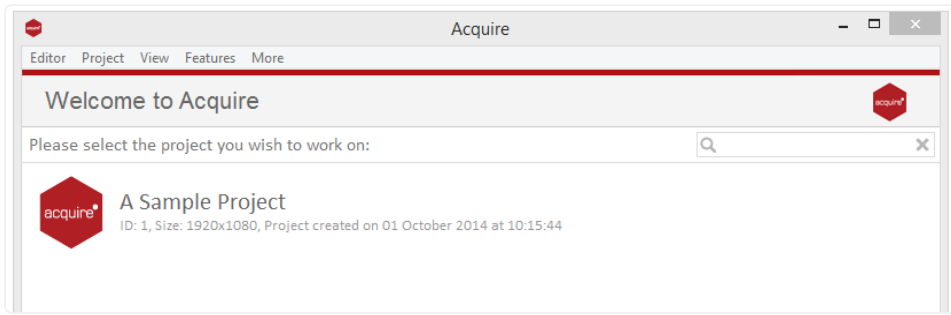 Acquire
Editor Project View Features More
Welcome to Acquire
acquire
Please select the project you wish to work on:
acquire
A Sample Project
ID: 1, Size: 1920x1080, Project created on 01 October 2014 at 10:15:44